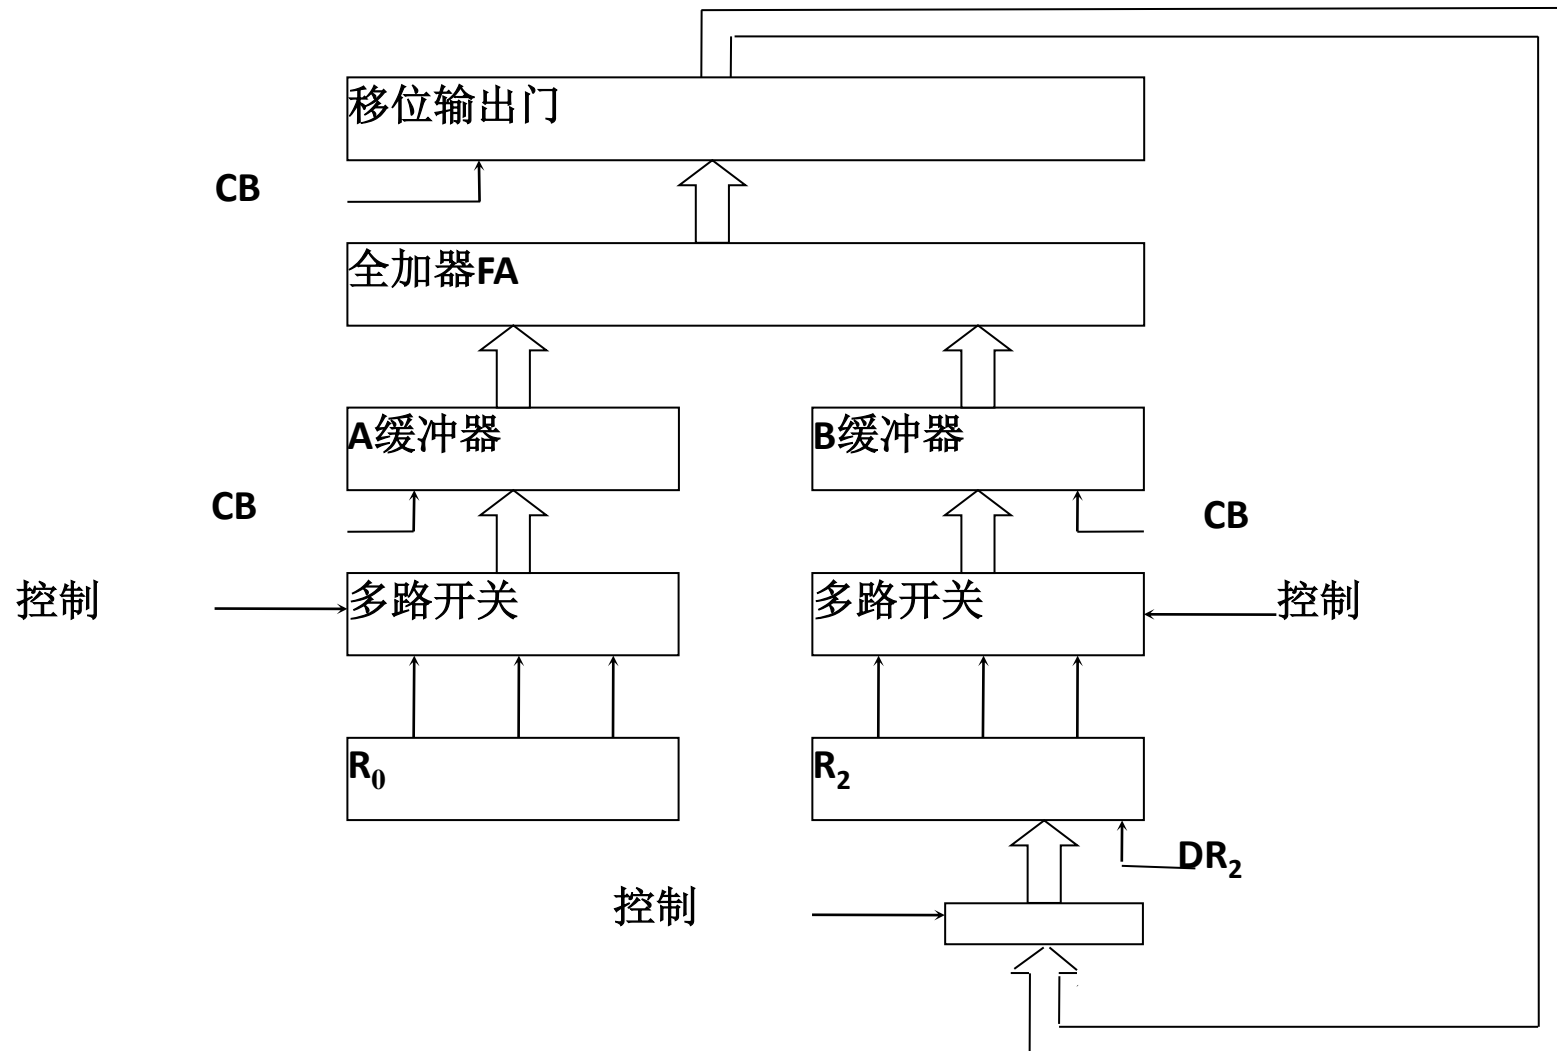 移位输出门
CB
全加器FA
A缓冲器
B缓冲器
CB
CB
控制
多路开关
多路开关
控制
R₀
R₂
DR₂
控制